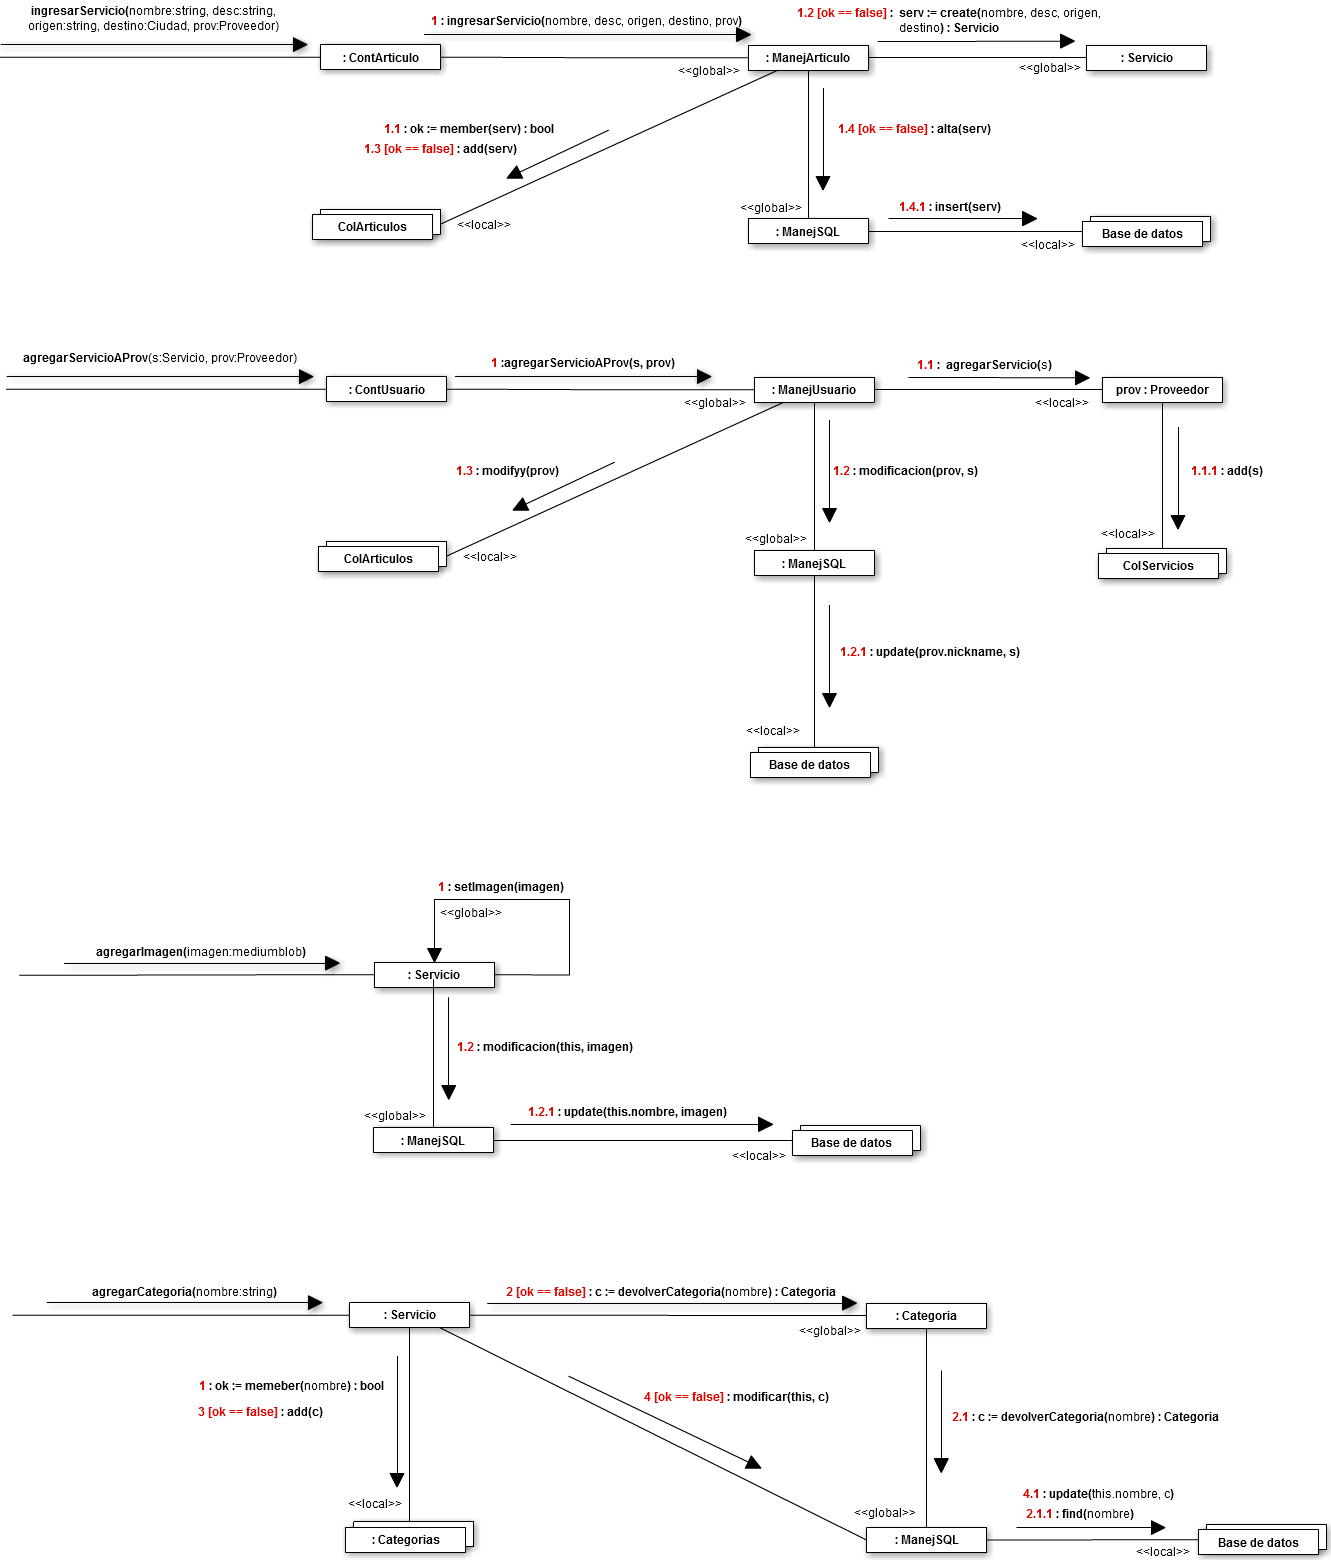 ingresarServicio(nombre:string, desc:string,
origen:string, destino:Ciudad, prov:Proveedor)
1 : ingresarServicio(nombre, desc, origen, destino, prov)
1.2 [ok == false] : serv := create(nombre, desc, origen,
destino) : Servicio
: ContArticulo
: ManejArticulo
: Servicio
<<global>>
<<global>>
1.1 : ok := member(serv) : bool
1.3 [ok == false] : add(serv)
1.4 [ok == false] : alta(serv)
<<global>>
1.4.1 : insert(serv)
ColArticulos
<<local>>
: ManejSQL
Base de datos
<<local>>
agregarServicioAProv(s:Servicio, prov:Proveedor)
1 :agregarServicioAProv(s, prov)
1.1 : agregarServicio(s)
: ContUsuario
: ManejUsuario
prov : Proveedor
<<global>>
<<local>>
1.3 : modifyy(prov)
1.2 : modificacion(prov, s)
1.1.1 : add(s)
<<global>>
<<local>>
ColArticulos
<<local>>
: ManejSQL
ColServicios
1.2.1 : update(prov.nickname, s)
<<local>>
Base de datos
1 : setImagen(imagen)
<<global>>
agregarImagen(imagen:mediumblob)
: Servicio
1.2 : modificacion(this, imagen)
<<global>>
1.2.1 : update(this.nombre, imagen)
: ManejSQL
Base de datos
<<local>>
agregarCategoria(nombre:string)
2 [ok == false] : c := devolverCategoria(nombre) : Categoria
: Servicio
: Categoria
<<global>>
1 : ok := memeber(nombre) : bool
3 [ok == false] : add(c)
4 [ok == false] : modificar(this, c)
2.1 : c := devolverCategoria(nombre) : Categoria
<<local>>
<<global>>
4.1 : update(this.nombre, c)
2.1.1 : find(nombre)
: Categorias
: ManejSQL
Base de datos
<<local>>